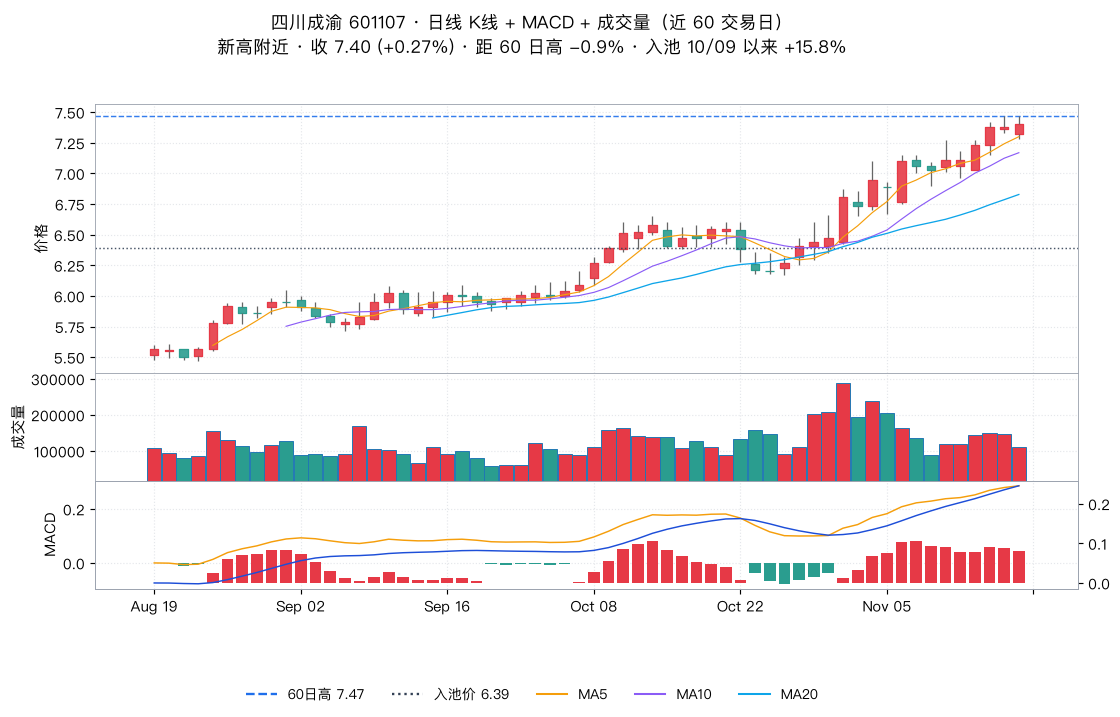 四川成渝 601107 · 日线 K线 + MACD + 成交量（近 60 交易日）
新高附近 · 收 7.40 (+0.27%) · 距 60 日高 −0.9% · 入池 10/09 以来 +15.8%
7.50
7.25
7.00
6.75
6.50
6.25
6.00
5.75
5.50
价格
300000
200000
100000
成交量
0.2
0.0
MACD
0.2
0.1
0.0
Aug 19
Sep 02
Sep 16
Oct 08
Oct 22
Nov 05
60日高 7.47
入池价 6.39
MA5
MA10
MA20